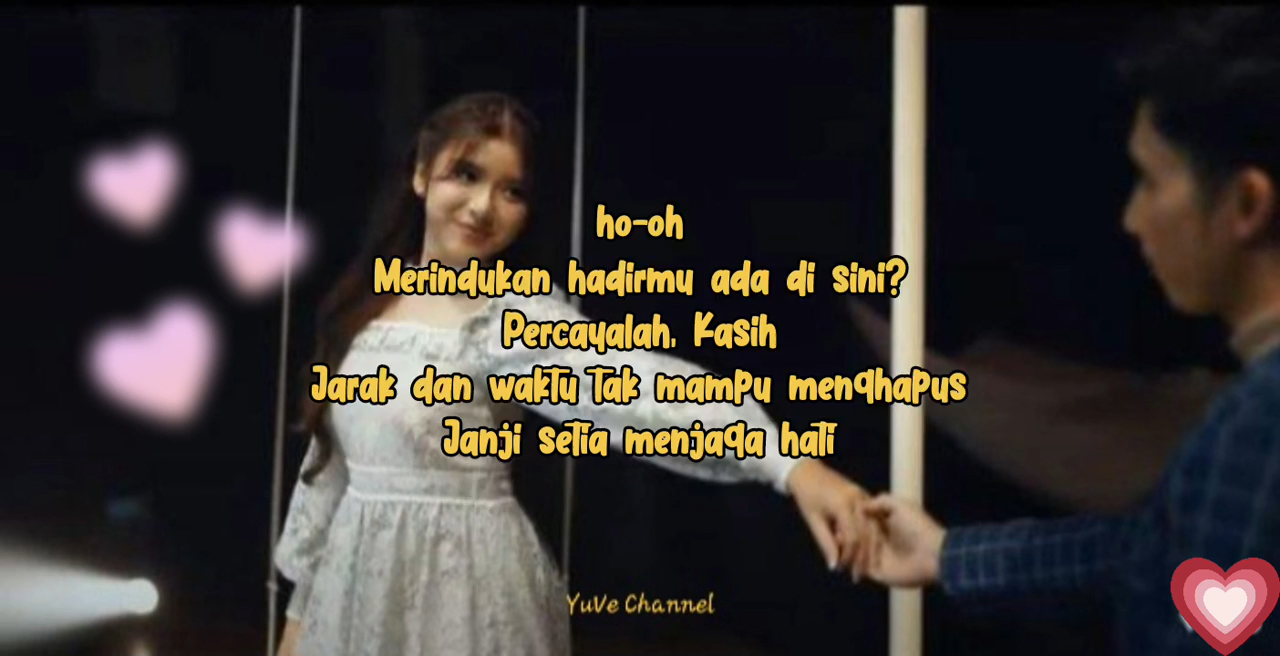 ho-oh
Merindukan hadirmu ada di sini?
Percayalah, Kasih
Jarak dan waktu tak mampu menghapus
Janji setia menjaga hati
YuVe Channel